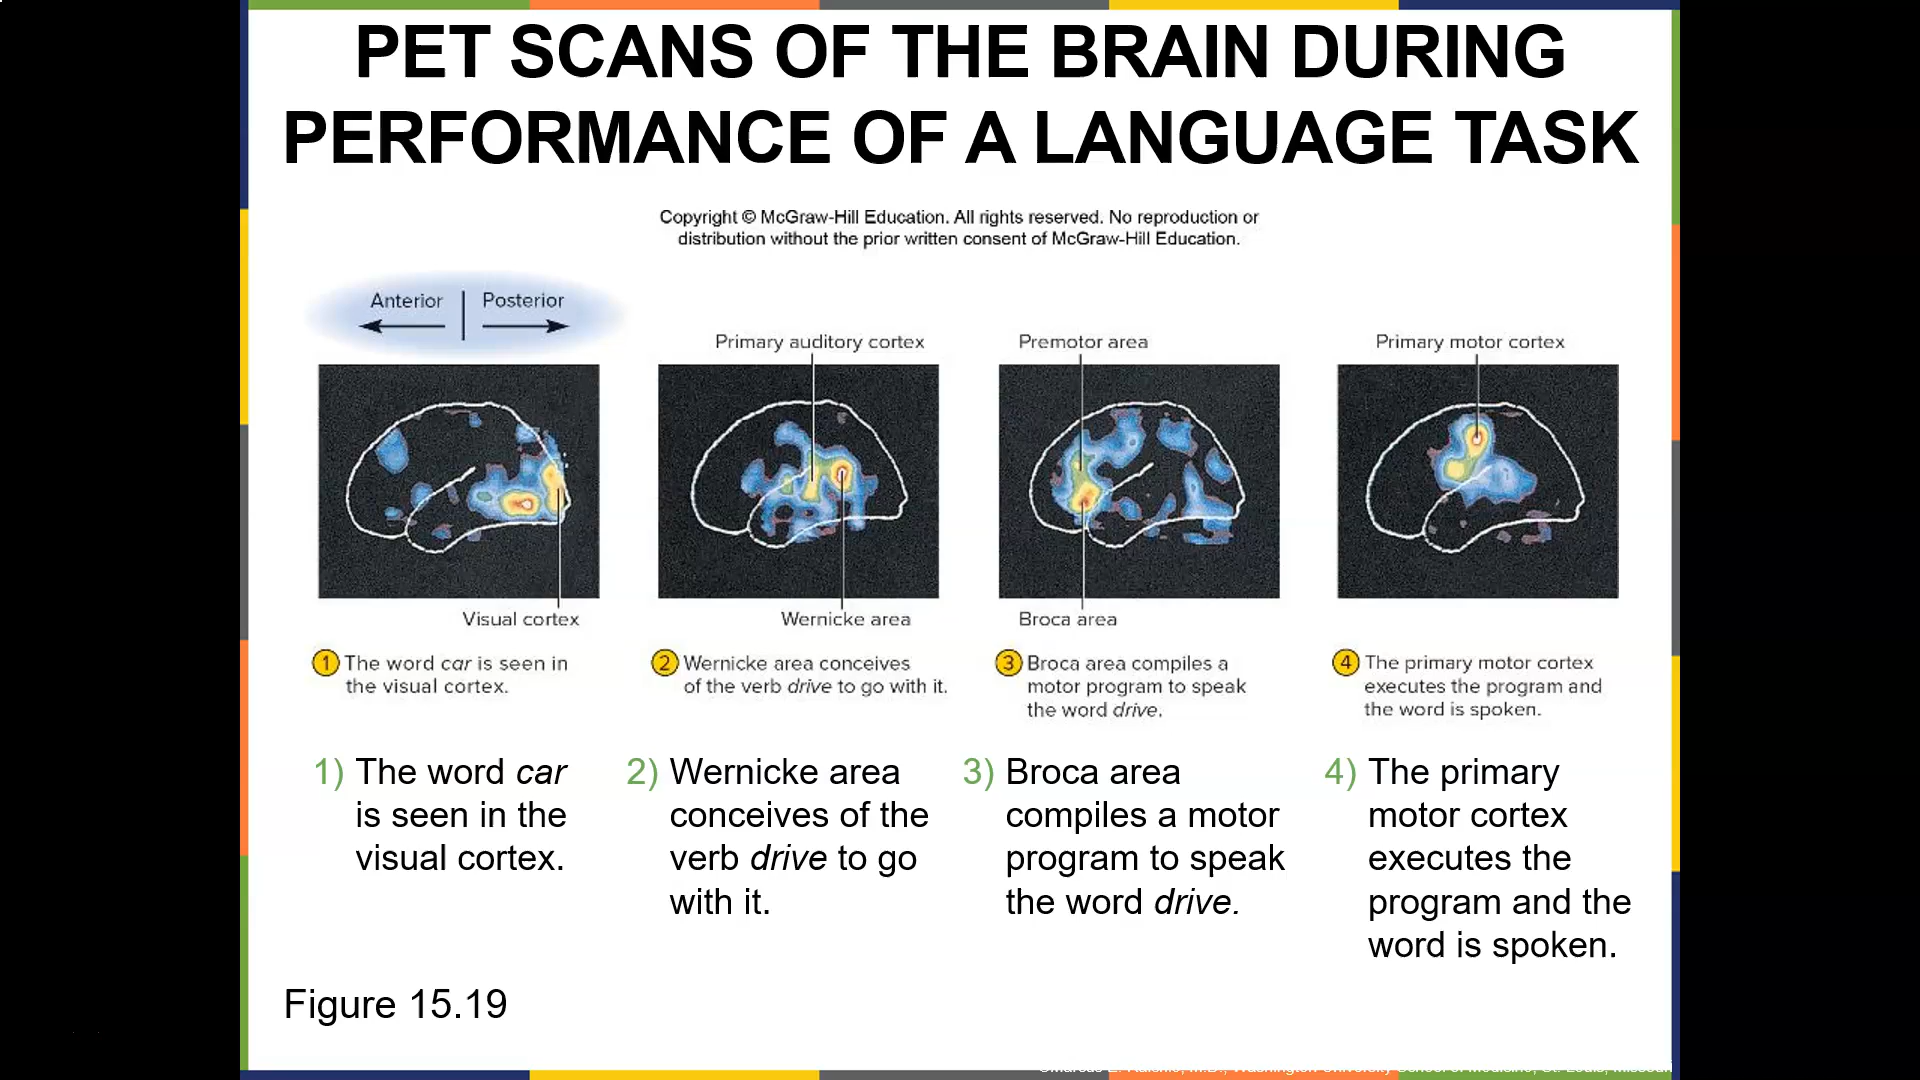 PET SCANS OF THE BRAIN DURING
PERFORMANCE OF A LANGUAGE TASK
Copyright © McGraw-Hill Education. All rights reserved. No reproduction or
distribution without the prior written consent of McGraw-Hill Education.
Anterior
Posterior
Primary auditory cortex
Premotor area
Primary motor cortex
Visual cortex
Wernicke area
Broca area
1 The word car is seen in
the visual cortex.
2 Wernicke area conceives
of the verb drive to go with it.
3 Broca area compiles a
motor program to speak
the word drive.
4 The primary motor cortex
executes the program and
the word is spoken.
1) The word car
is seen in the
visual cortex.
2) Wernicke area
conceives of the
verb drive to go
with it.
3) Broca area
compiles a motor
program to speak
the word drive.
4) The primary
motor cortex
executes the
program and the
word is spoken.
Figure 15.19